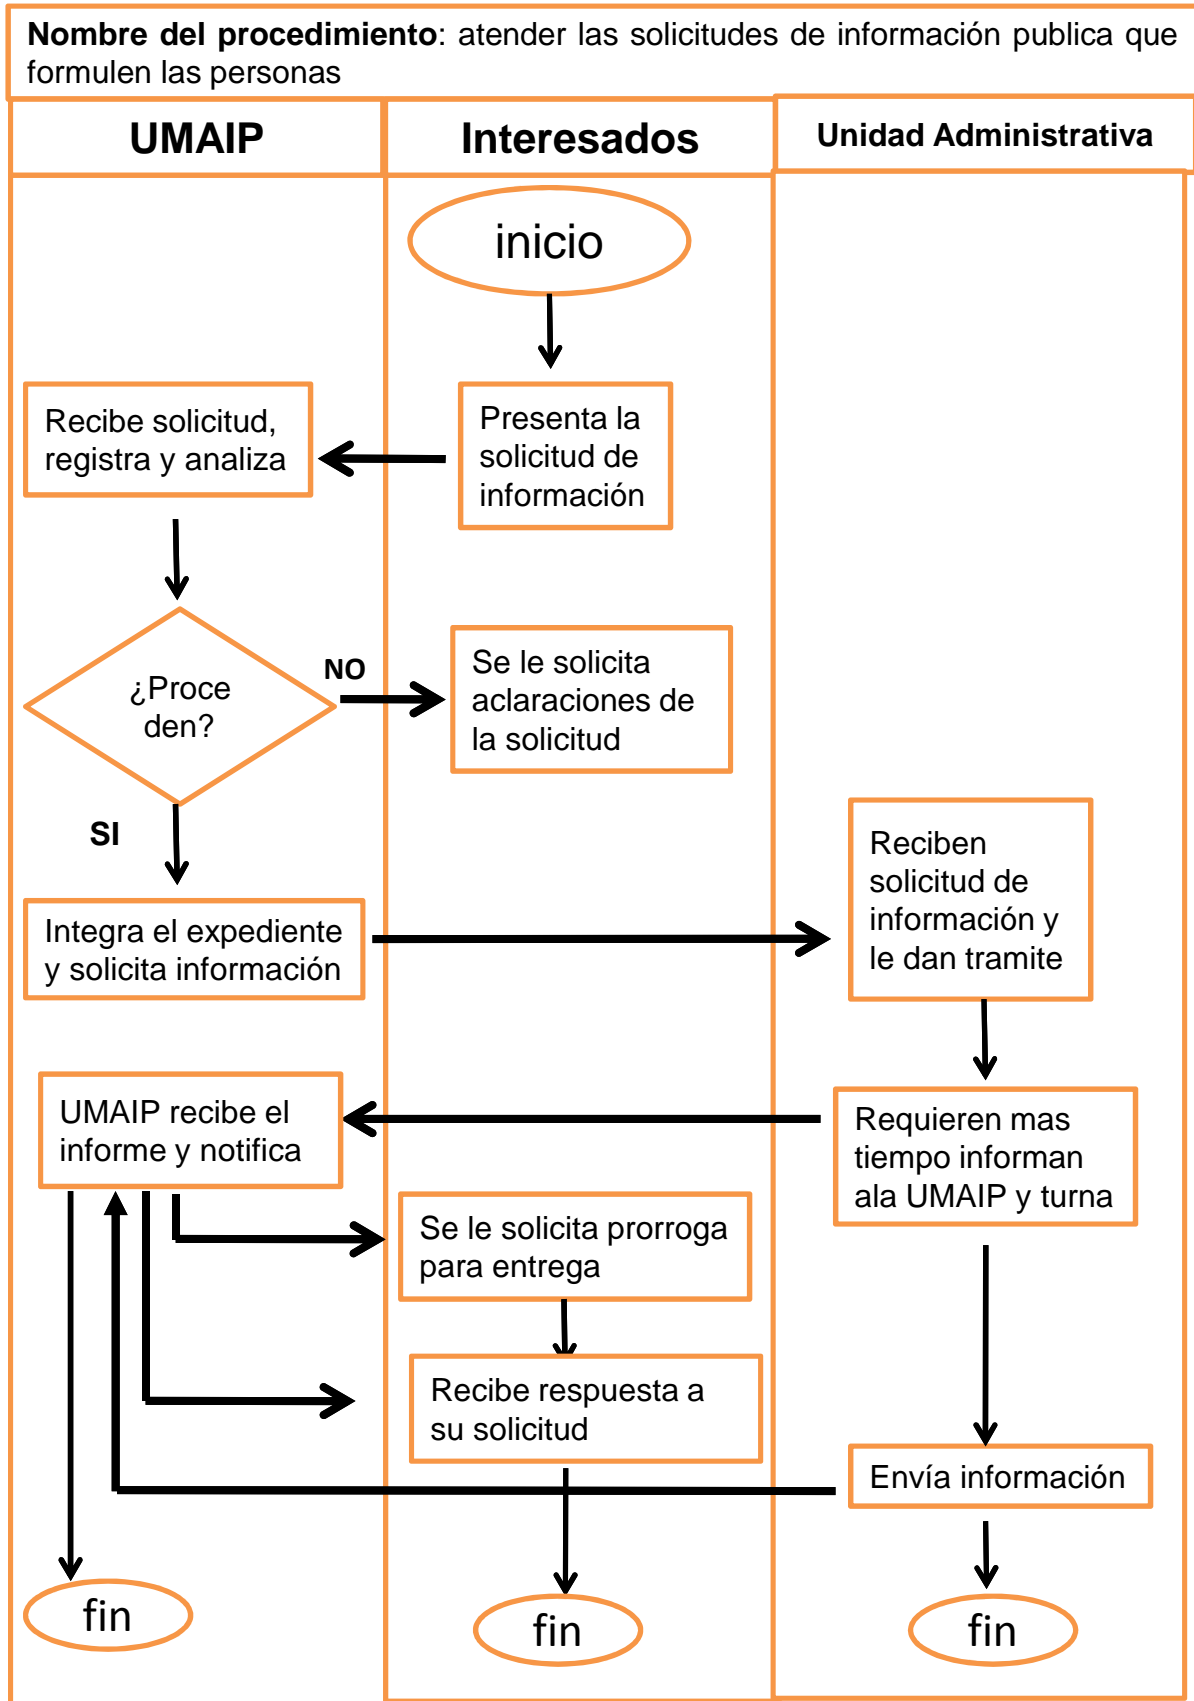 Nombre del procedimiento: atender las solicitudes de información publica que
formulen las personas
UMAIP
Interesados
Unidad Administrativa
inicio
Recibe solicitud,
registra y analiza
Presenta la
solicitud de
información
¿Proce
den?
NO
Se le solicita
aclaraciones de
la solicitud
SI
Integra el expediente
y solicita información
Reciben
solicitud de
información y
le dan tramite
UMAIP recibe el
informe y notifica
Requieren mas
tiempo informan
ala UMAIP y turna
Se le solicita prorroga
para entrega
Recibe respuesta a
su solicitud
Envía información
fin
fin
fin